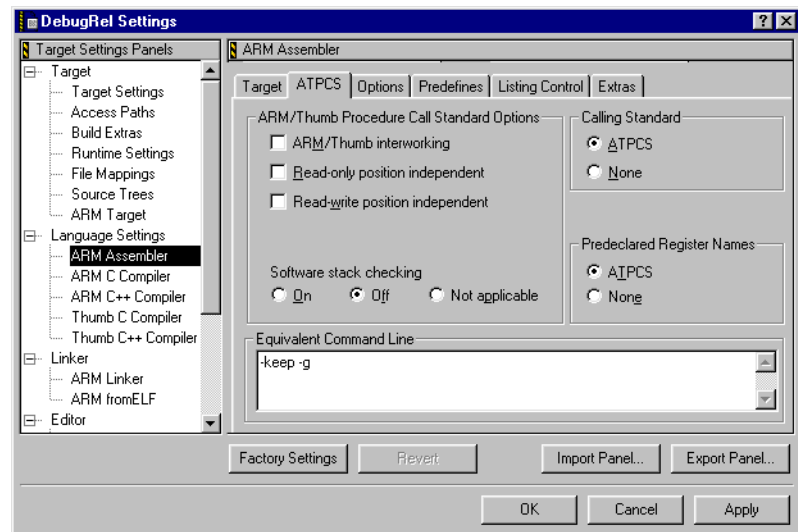 DebugRel Settings
Target Settings Panels
Target
Target Settings
Access Paths
Build Extras
Runtime Settings
File Mappings
Source Trees
ARM Target
Language Settings
ARM Assembler
ARM C Compiler
ARM C++ Compiler
Thumb C Compiler
Thumb C++ Compiler
Linker
ARM Linker
ARM fromELF
Editor
ARM Assembler
Target ATPCS Options Predefines Listing Control Extras
ARM/Thumb Procedure Call Standard Options
ARM/Thumb interworking
Read-only position independent
Read-write position independent
Software stack checking
On Off Not applicable
Calling Standard
ATPCS
None
Predeclared Register Names
ATPCS
None
Equivalent Command Line
-keep -g
Factory Settings Revert Import Panel... Export Panel...
OK Cancel Apply